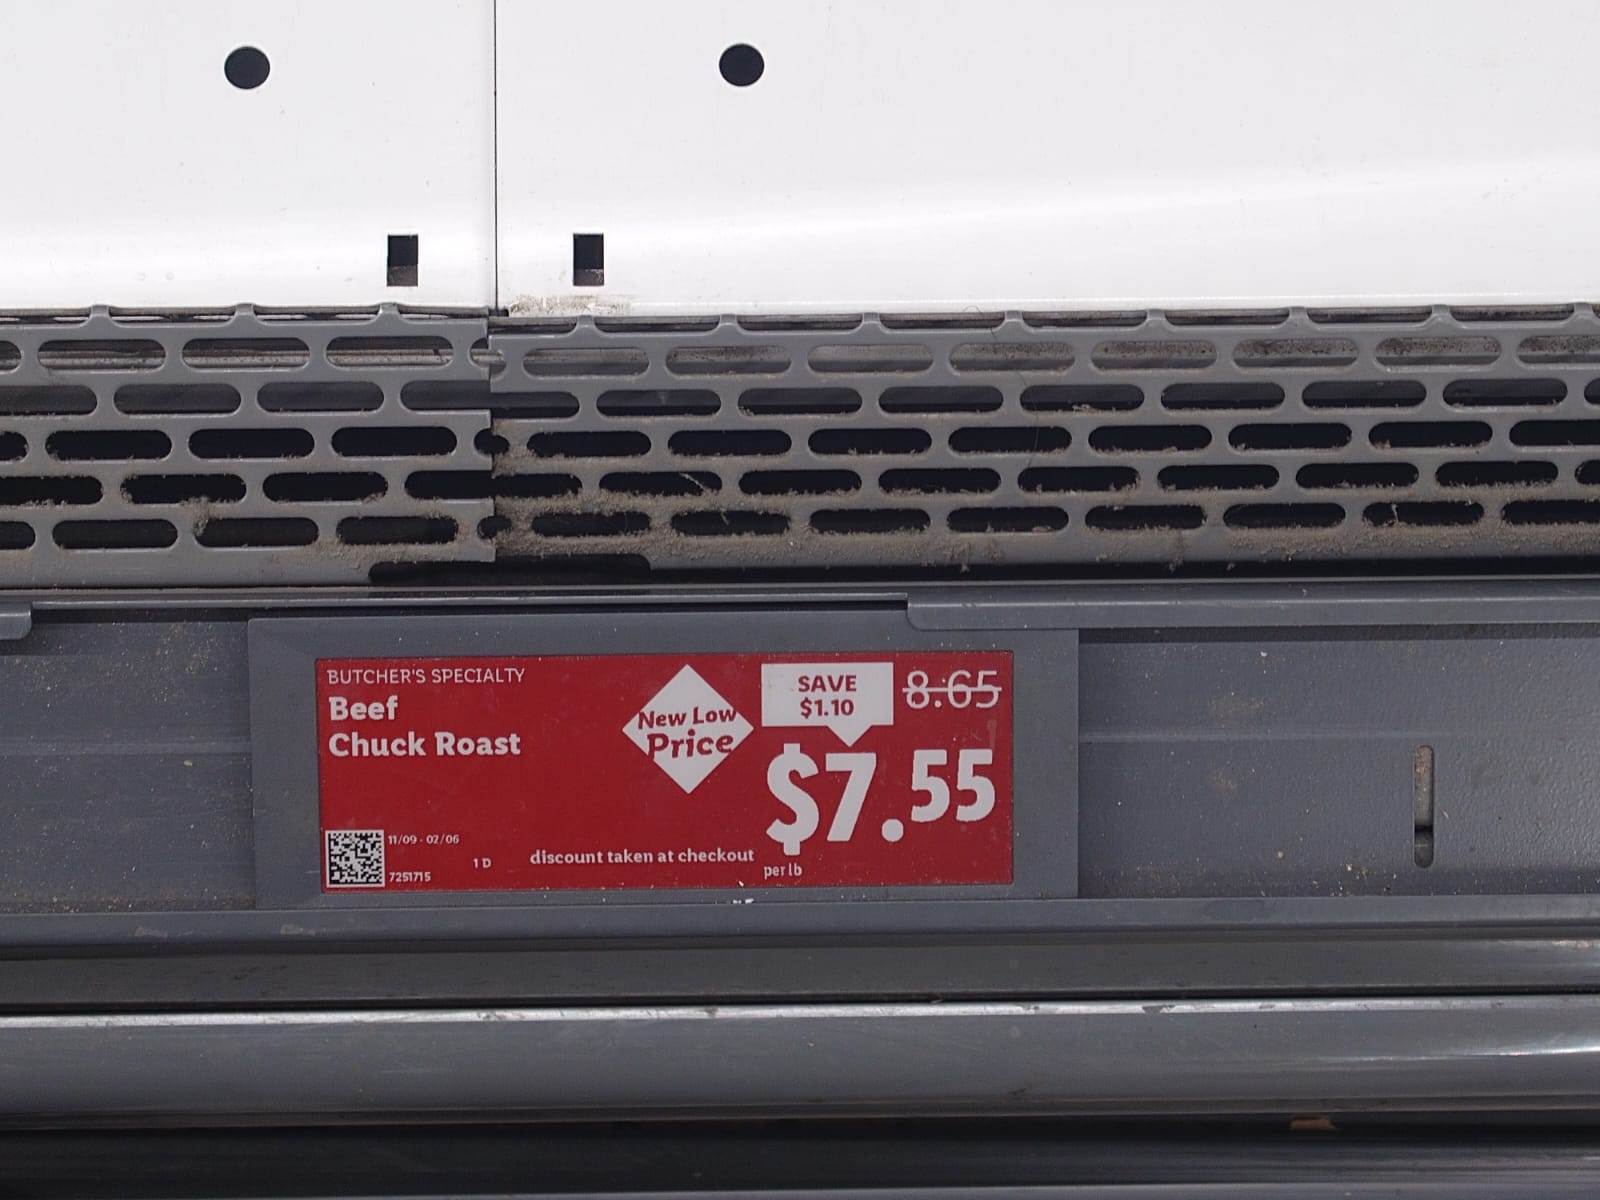 BUTCHER'S SPECIALTY
Beef
Chuck Roast
New Low
Price
SAVE
$1.10
8.65
$7.55
per lb
11/09 - 02/06
1 D
discount taken at checkout
7251715